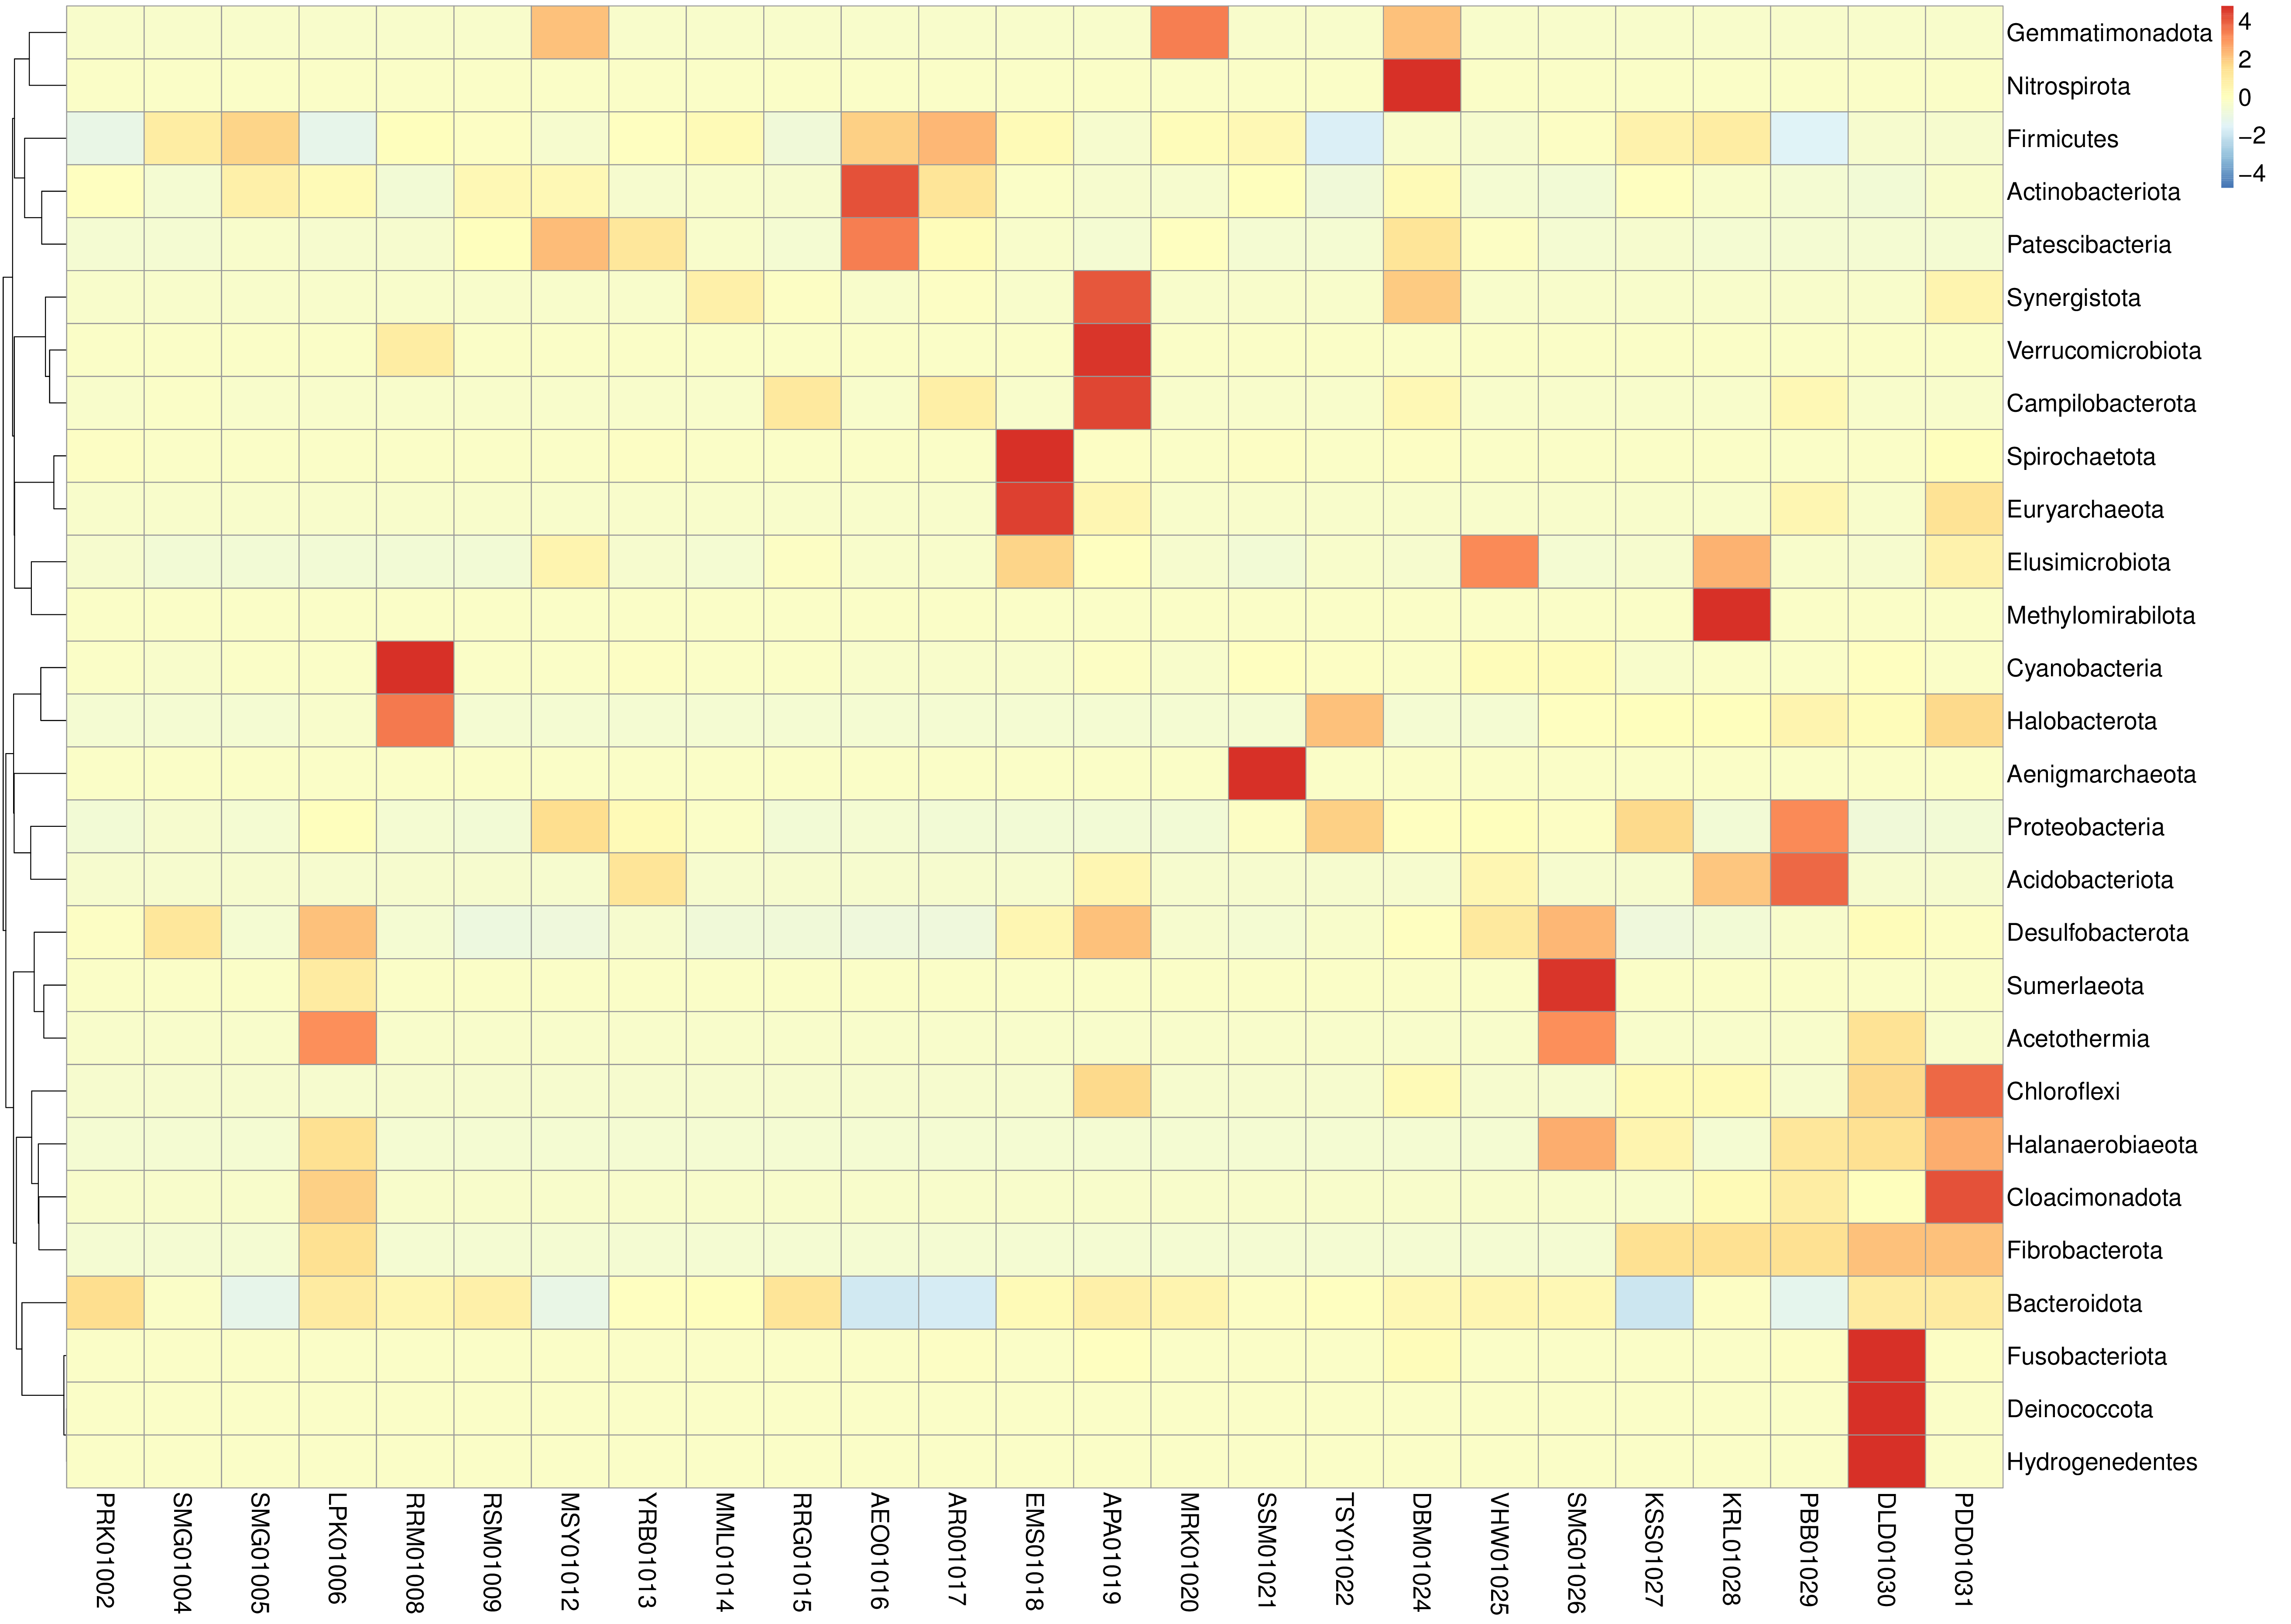 Gemmatimonadota
Nitrospirota
Firmicutes
Actinobacteriota
Patescibacteria
Synergistota
Verrucomicrobiota
Campilobacterota
Spirochaetota
Euryarchaeota
Elusimicrobiota
Methylomirabilota
Cyanobacteria
Halobacterota
Aenigmarchaeota
Proteobacteria
Acidobacteriota
Desulfobacterota
Sumerlaeota
Acetothermia
Chloroflexi
Halanaerobiaeota
Cloacimonadota
Fibrobacterota
Bacteroidota
Fusobacteriota
Deinococcota
Hydrogenedentes
4
2
0
−2
−4
PRK01002
SMG01004
SMG01005
LPK01006
RRM01008
RSM01009
MSY01012
YRB01013
MML01014
RRG01015
AEO01016
AR001017
EMS01018
APA01019
MRK01020
SSM01021
TSY01022
DBM01024
VHW01025
SMG01026
KSS01027
KRL01028
PBB01029
DLD01030
PDD01031